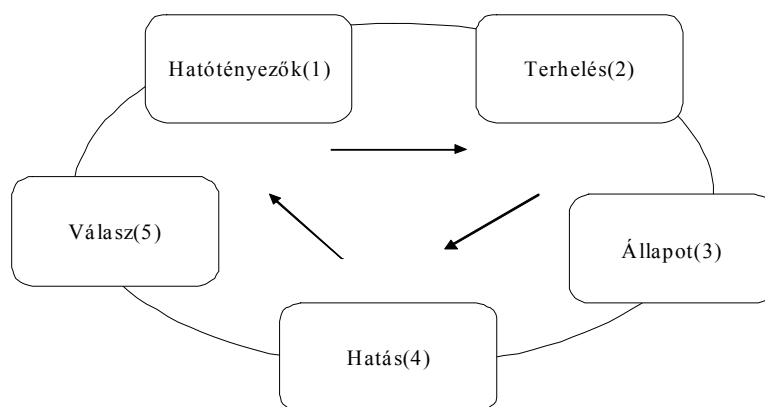 Hatótényezők(1)
Terhelés(2)
Válasz(5)
Állapot(3)
Hatás(4)